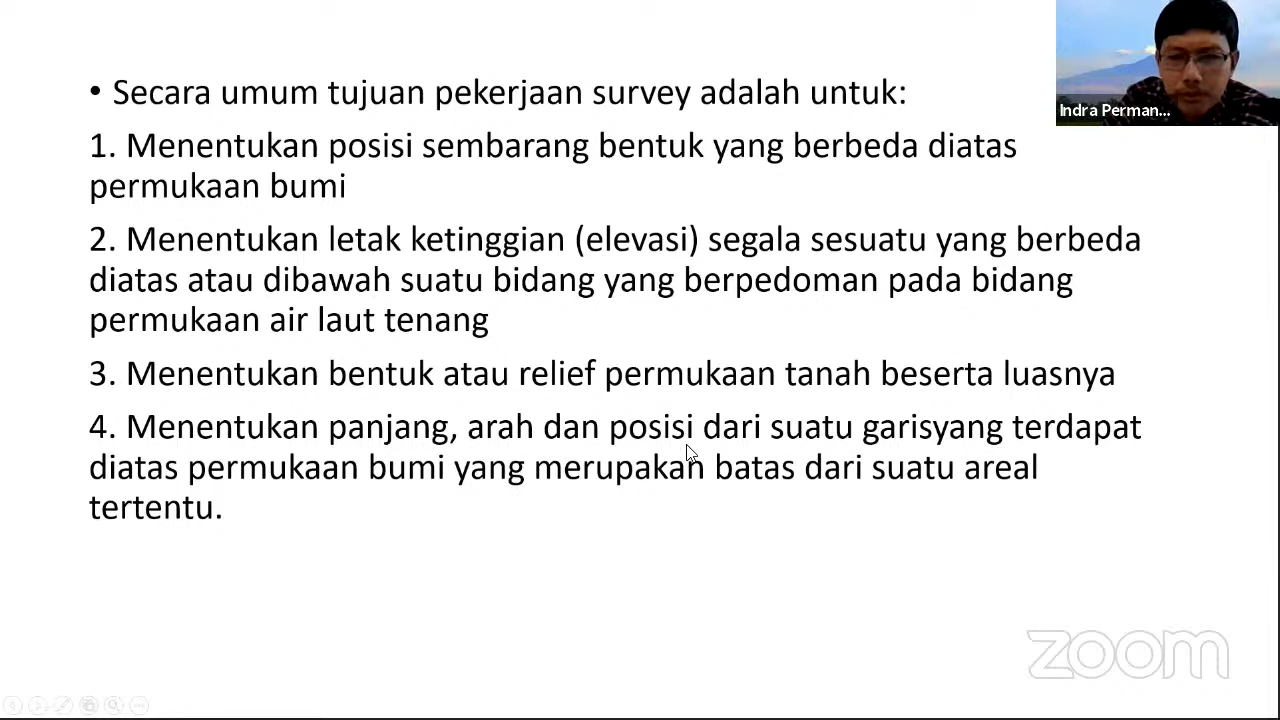 • Secara umum tujuan pekerjaan survey adalah untuk:
1. Menentukan posisi sembarang bentuk yang berbeda diatas
permukaan bumi
2. Menentukan letak ketinggian (elevasi) segala sesuatu yang berbeda
diatas atau dibawah suatu bidang yang berpedoman pada bidang
permukaan air laut tenang
3. Menentukan bentuk atau relief permukaan tanah beserta luasnya
4. Menentukan panjang, arah dan posisi dari suatu garisyang terdapat
diatas permukaan bumi yang merupakan batas dari suatu areal
tertentu.
Indra Perman...
zoom